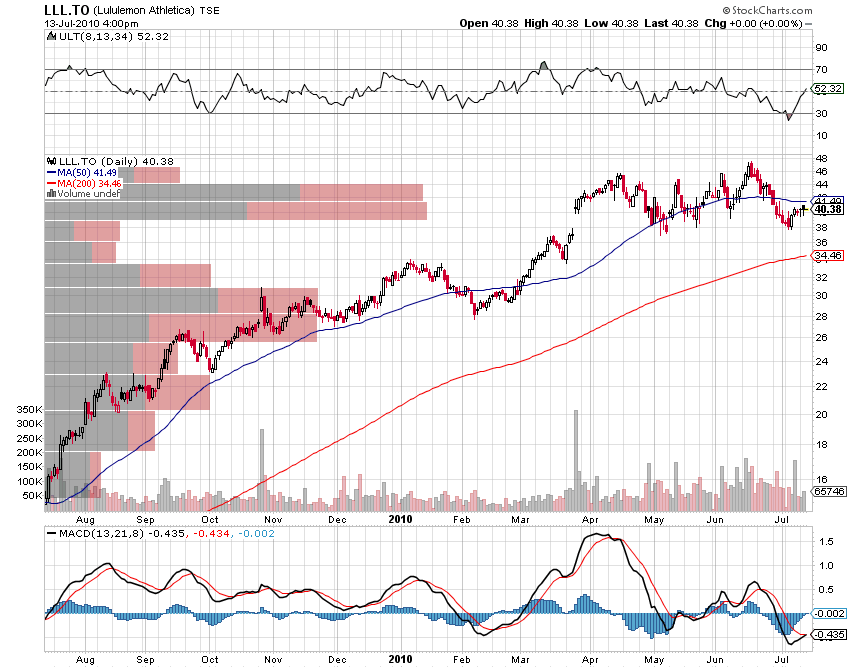 LLL.TO (Lululemon Athletica) TSE
© StockCharts.com
13-Jul-2010 4:00pm
Open 40.38 High 40.38 Low 40.38 Last 40.38 Chg +0.00 (+0.00%)
ULT(8,13,34) 52.32
90
70
52.32
30
10
LLL.TO (Daily) 40.38
MA(50) 41.49
MA(200) 34.46
Volume undef
48
46
44
41.49
40.38
38
36
34.46
32
30
28
26
24
22
20
18
16
350K
300K
250K
200K
150K
100K
50K
65746
Aug Sep Oct Nov Dec 2010 Feb Mar Apr May Jun Jul
MACD(13,21,8) -0.435, -0.434, -0.002
1.5
1.0
0.5
-0.002
-0.435
Aug Sep Oct Nov Dec 2010 Feb Mar Apr May Jun Jul